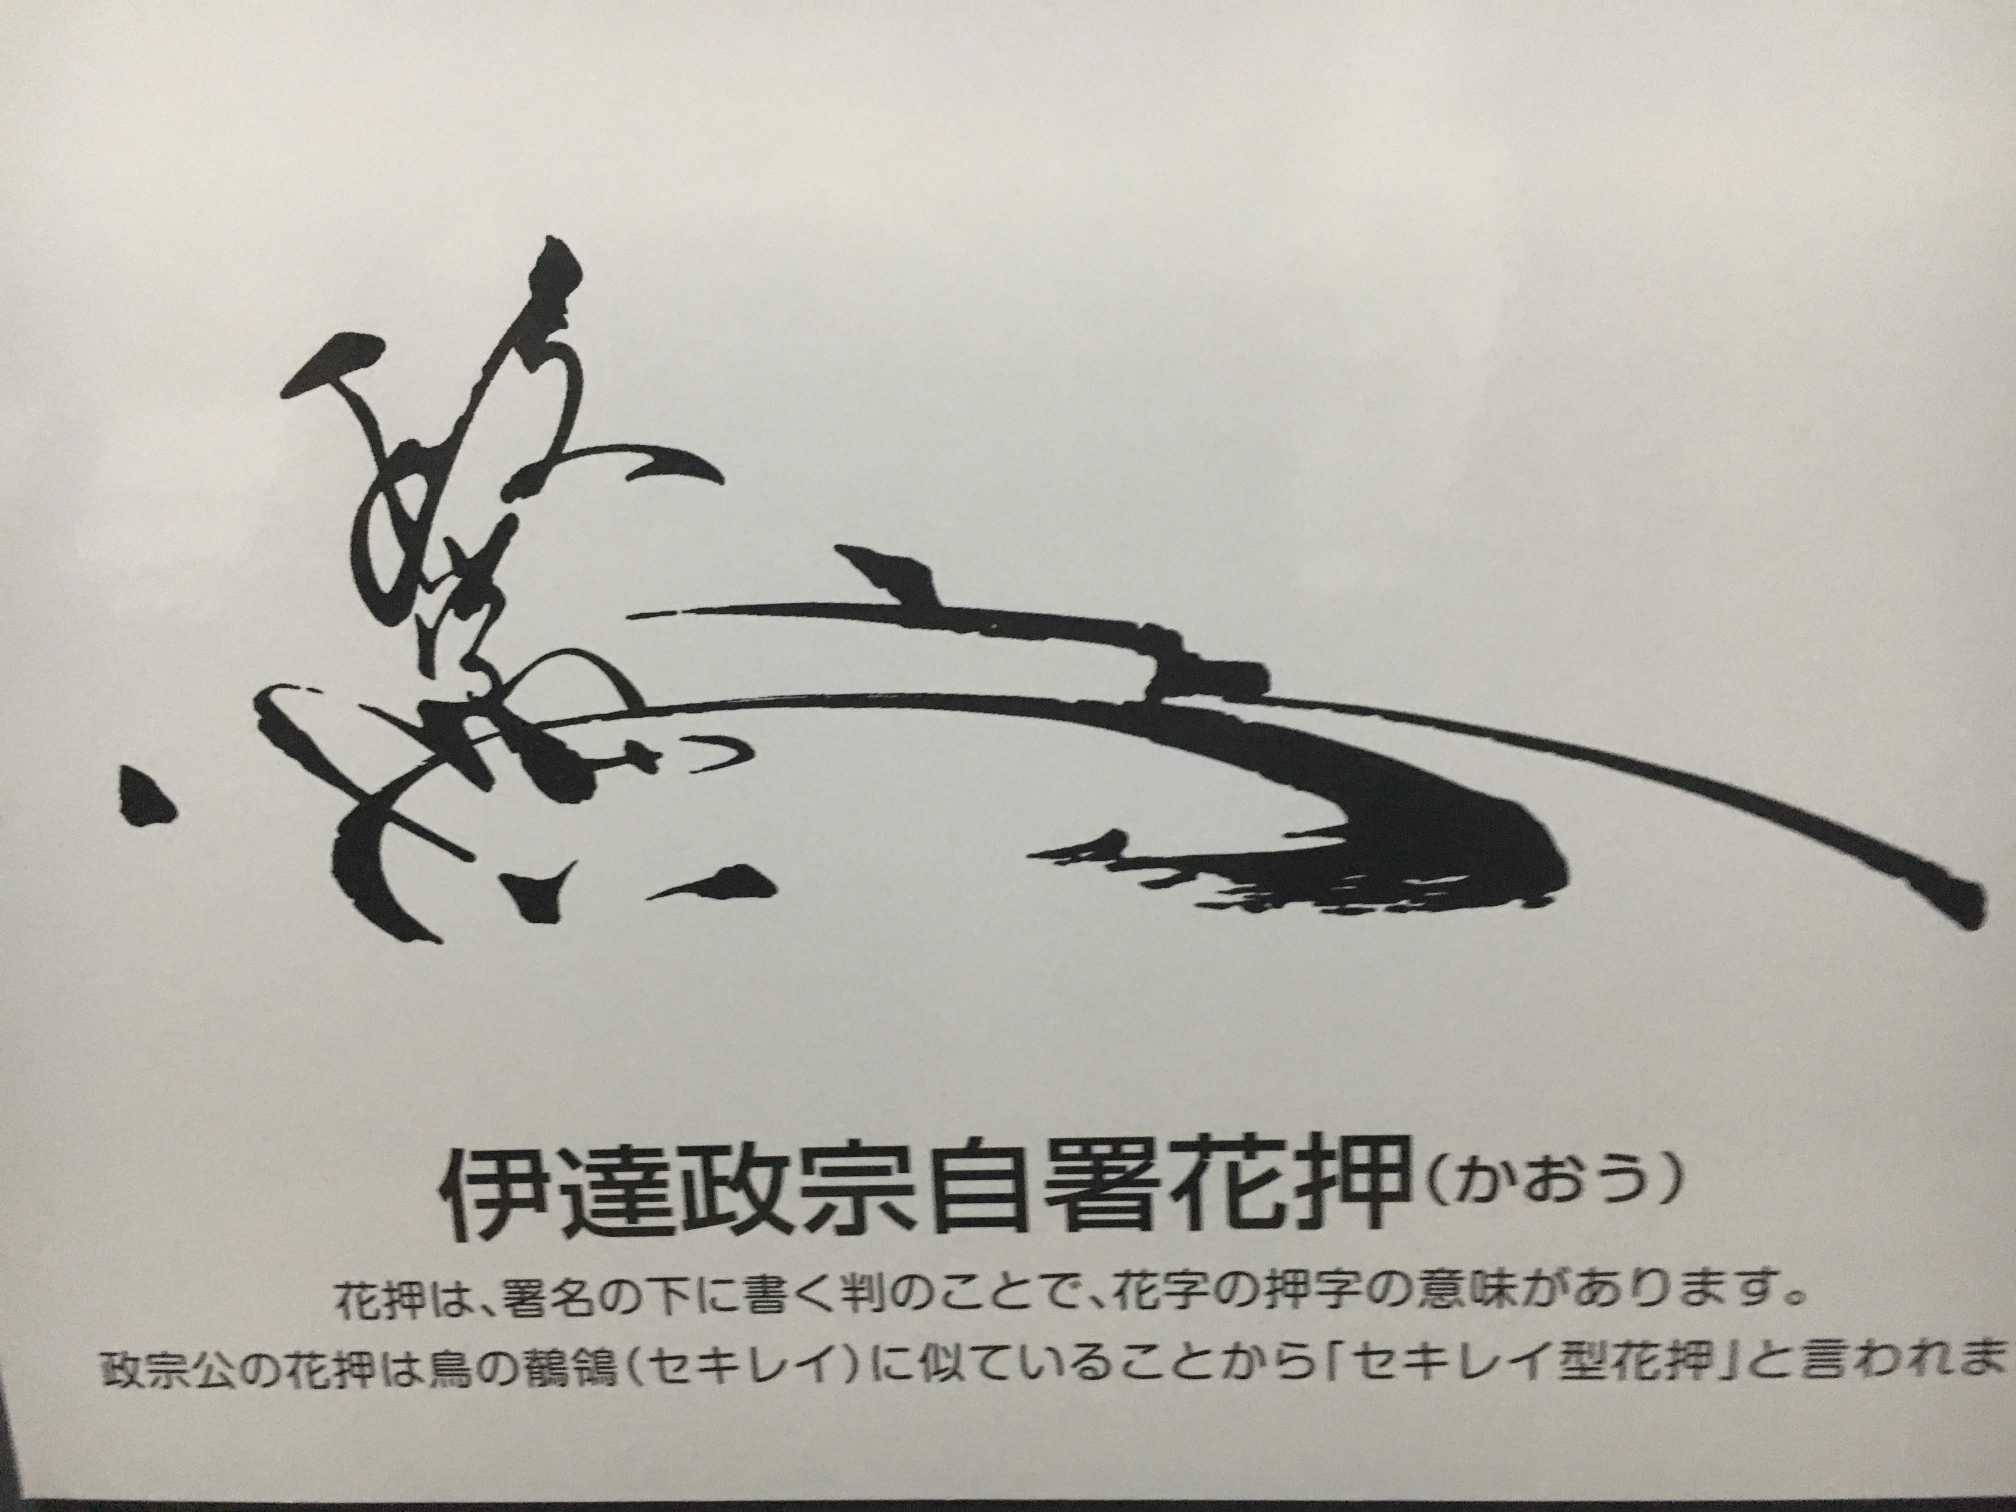 伊達政宗自署花押(かおう)
花押は、署名の下に書く判のことで、花字の押字の意味があります。
政宗公の花押は鳥の鶺鴒(セキレイ)に似ていることから「セキレイ型花押」と言われま